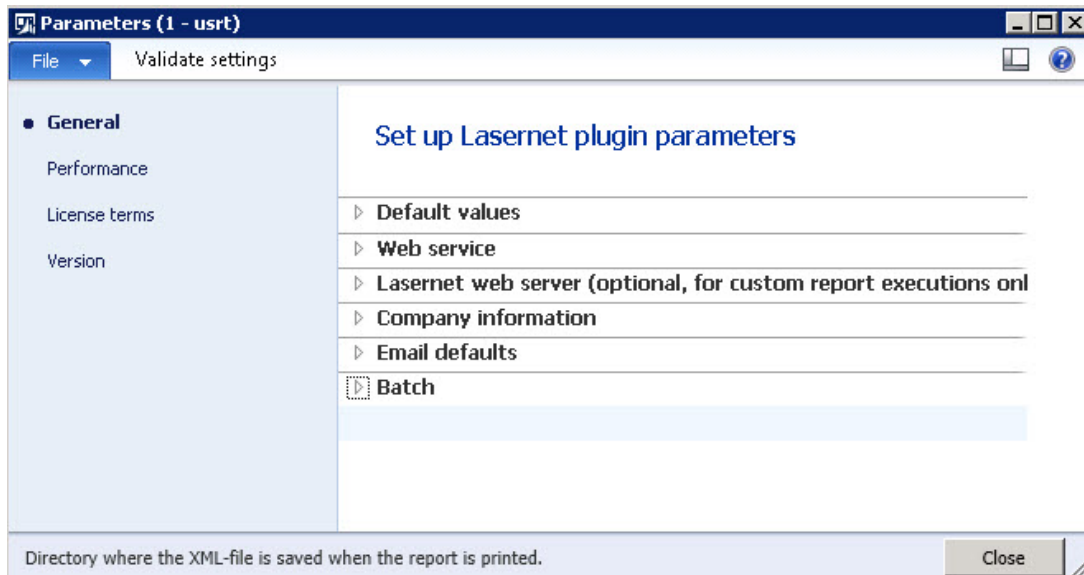 Parameters (1 - usrt)
File Validate settings
General
Performance
License terms
Version
Set up Lasernet plugin parameters
Default values
Web service
Lasernet web server (optional, for custom report executions onl
Company information
Email defaults
Batch
Directory where the XML-file is saved when the report is printed.
Close